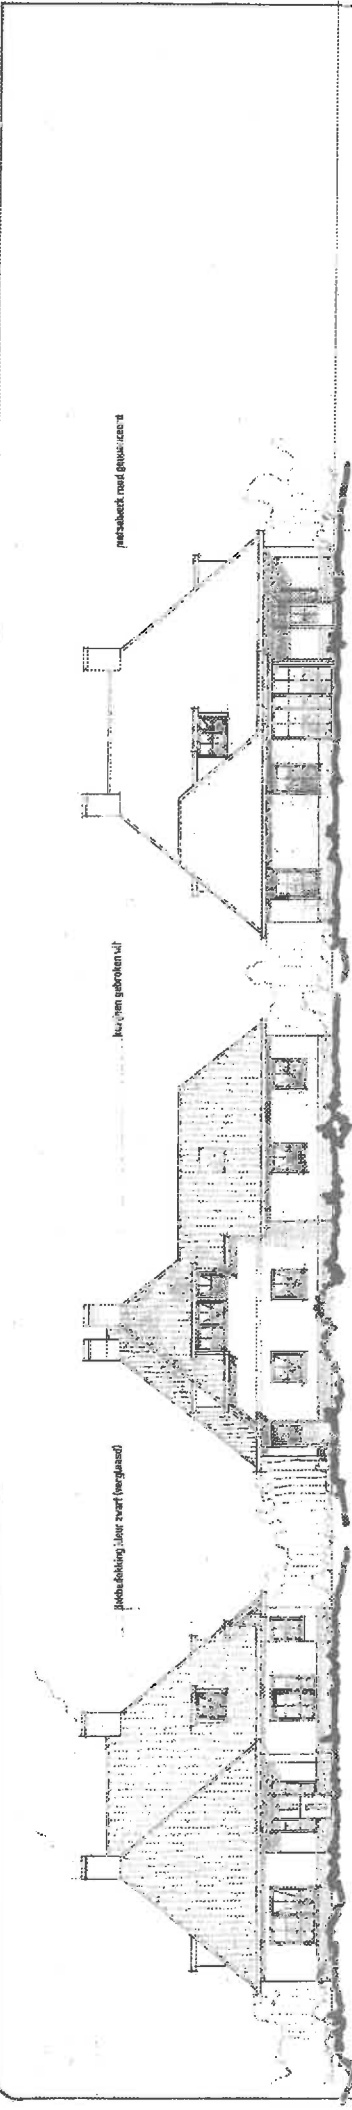 dakbedekking kleur zwart (verglaasd)
kozijnen gebroken wit
metselwerk rood genuanceerd